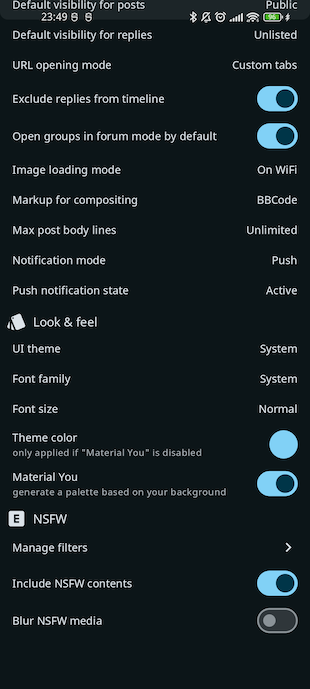 Default visibility for posts Public
23:49 96
Default visibility for replies Unlisted
URL opening mode Custom tabs
Exclude replies from timeline
Open groups in forum mode by default
Image loading mode On WiFi
Markup for compositing BBCode
Max post body lines Unlimited
Notification mode Push
Push notification state Active
Look & feel
UI theme System
Font family System
Font size Normal
Theme color
only applied if "Material You" is disabled
Material You
generate a palette based on your background
E NSFW
Manage filters
Include NSFW contents
Blur NSFW media